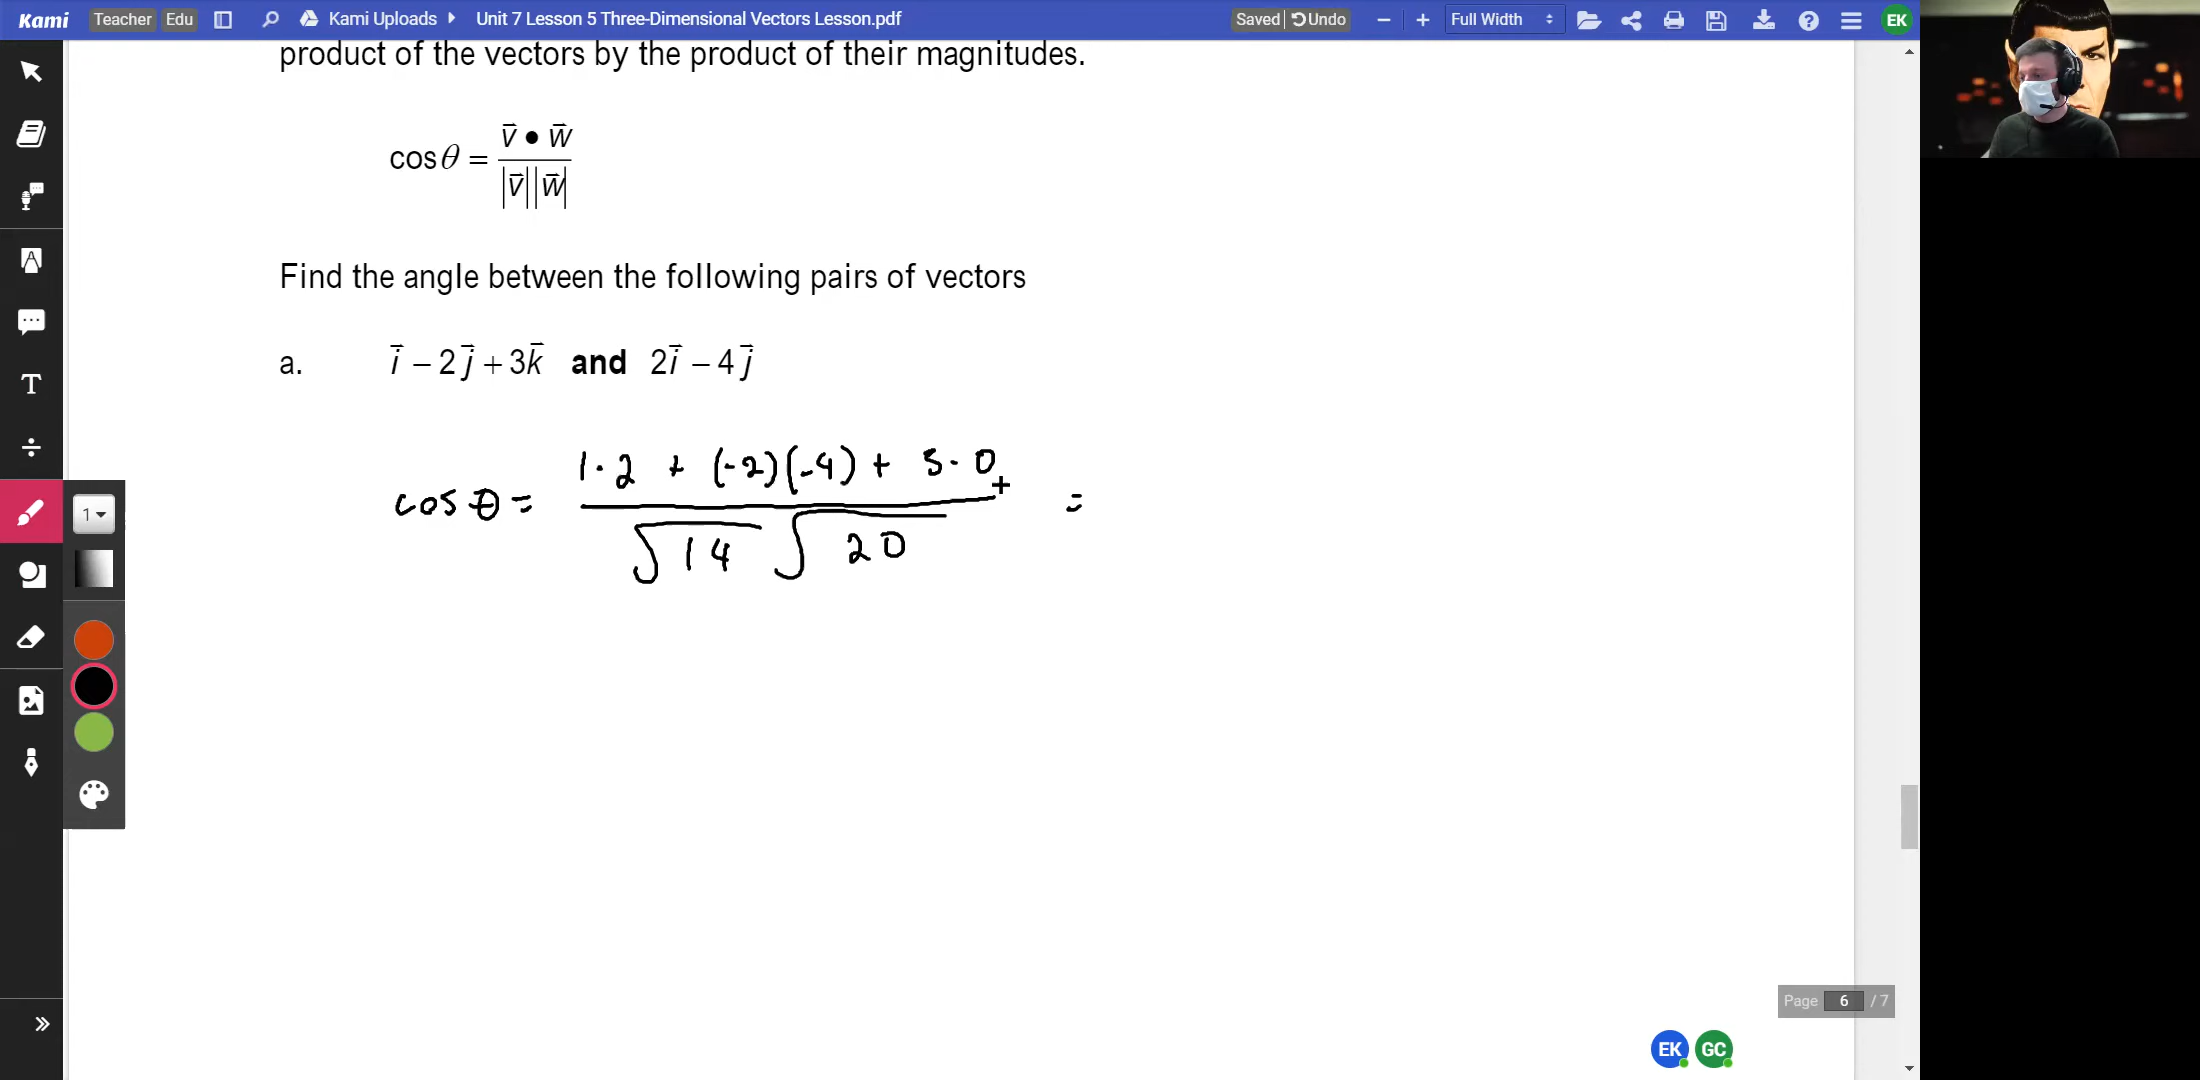 Kami Teacher Edu Kami Uploads Unit 7 Lesson 5 Three-Dimensional Vectors Lesson.pdf Saved Undo − + Full Width EK
product of the vectors by the product of their magnitudes.
cosθ = (v⃗ • w⃗) / (|v⃗||w⃗|)
Find the angle between the following pairs of vectors
a. i⃗ − 2j⃗ + 3k⃗ and 2i⃗ − 4j⃗
cos θ = (1·2 + (-2)(-4) + 3·0) / (√14 √20) =
1
Page 6 / 7
EK GC